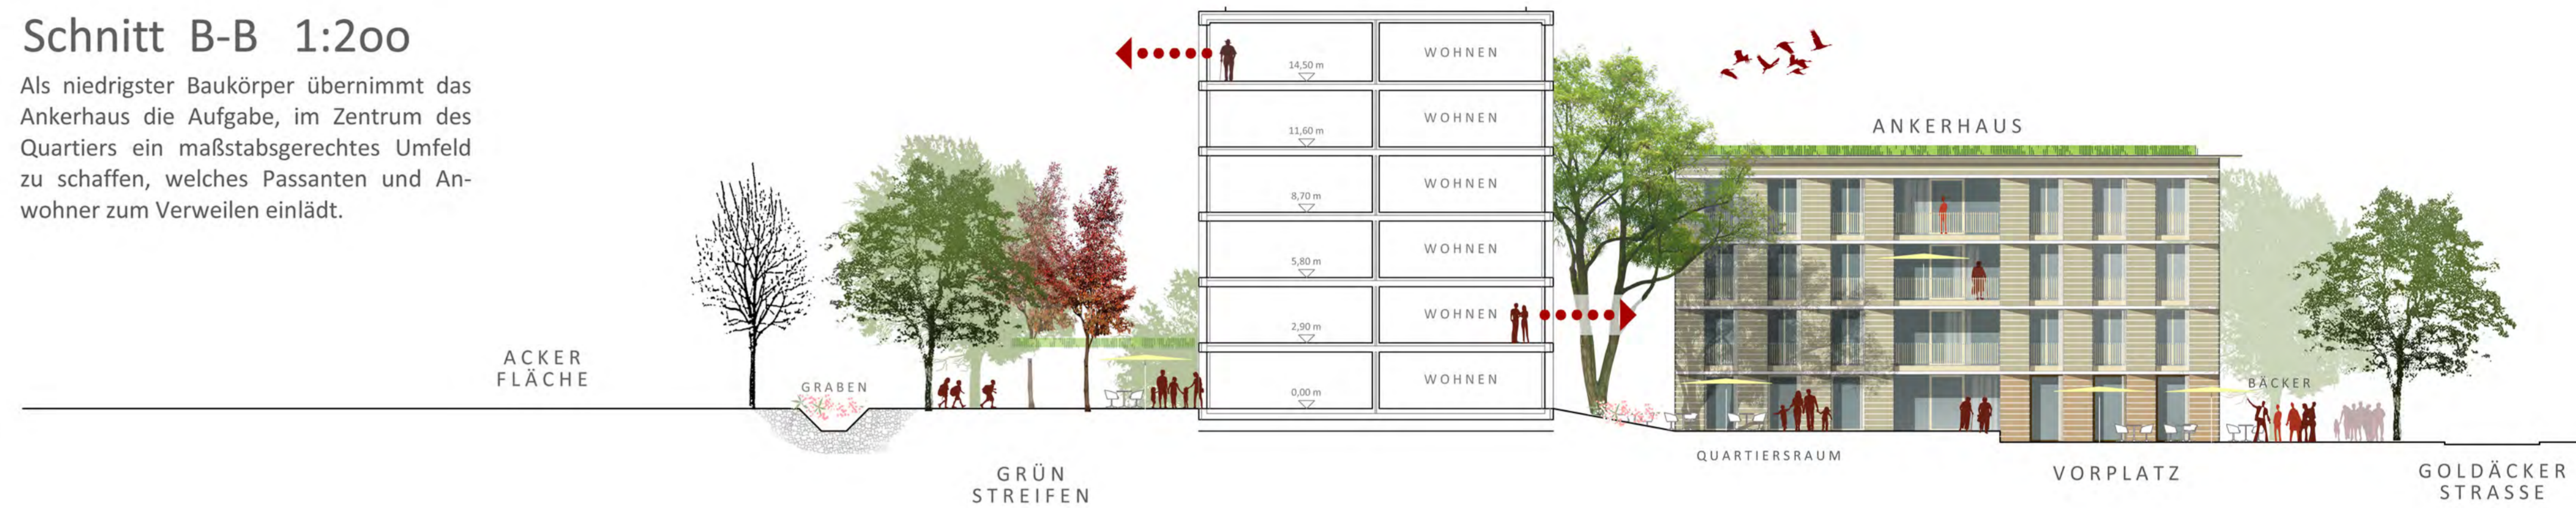 Schnitt B-B 1:2oo
Als niedrigster Baukörper übernimmt das
Ankerhaus die Aufgabe, im Zentrum des
Quartiers ein maßstabsgerechtes Umfeld
zu schaffen, welches Passanten und An-
wohner zum Verweilen einlädt.
ACKER
FLÄCHE
GRABEN
GRÜN
STREIFEN
14,50 m
WOHNEN
11,60 m
WOHNEN
8,70 m
WOHNEN
5,80 m
WOHNEN
2,90 m
WOHNEN
0,00 m
WOHNEN
ANKERHAUS
QUARTIERSRAUM
VORPLATZ
BÄCKER
GOLDÄCKER
STRASSE